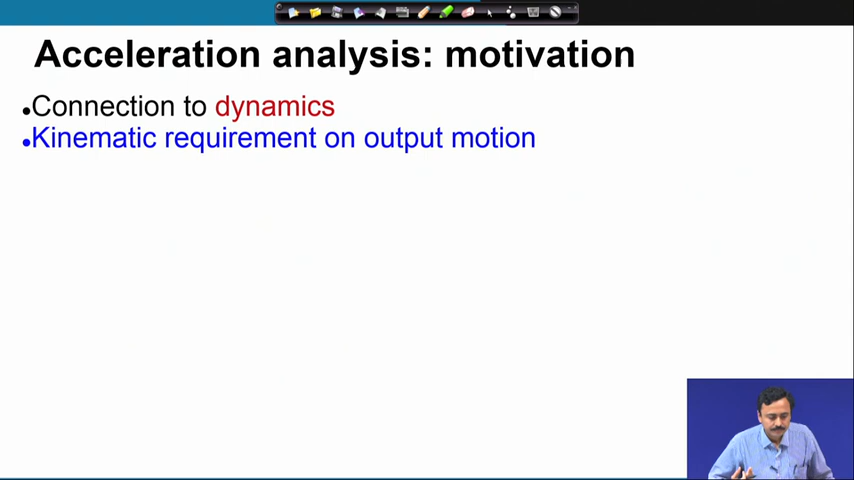 Acceleration analysis: motivation
•Connection to dynamics
•Kinematic requirement on output motion